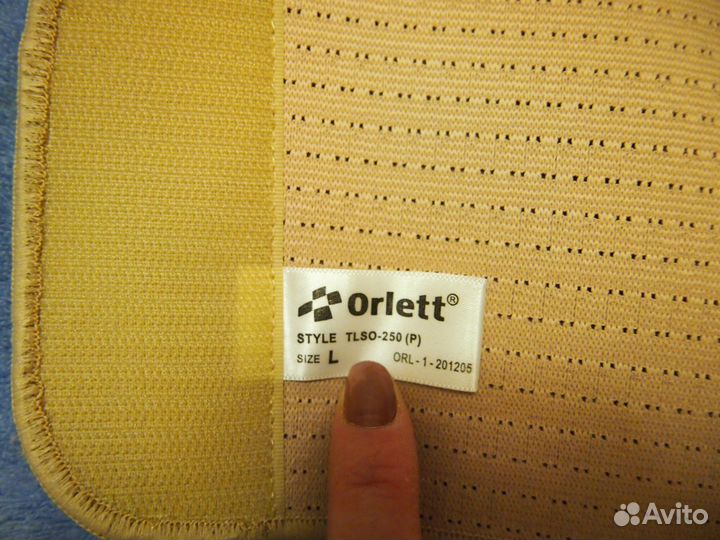 Orlett®
STYLE TLSO-250 (P)
SIZE L ORL-1-201205
Avito